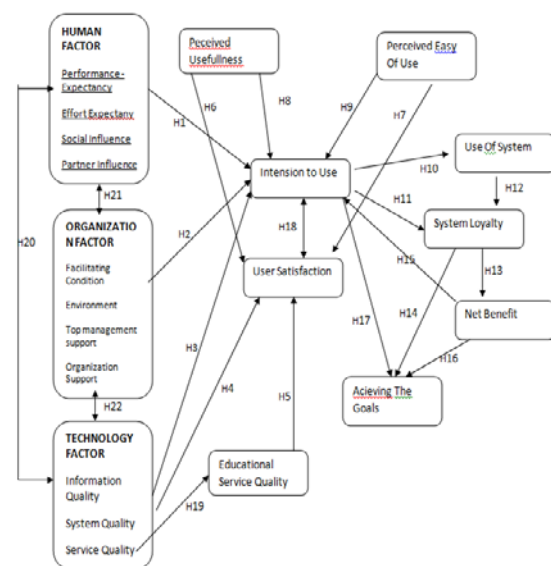 HUMAN
FACTOR
Performance-
Expectancy
Effort Expectany
Social Influence
Partner Influence
H21
ORGANIZATIO
N FACTOR
Facilitating
Condition
Environment
Top management
support
Organization
Support
H22
TECHNOLOGY
FACTOR
Information
Quality
System Quality
Service Quality
H20
Peceived
Usefullness
Perceived Easy
Of Use
H6
H8
H9
H7
H1
Intension to Use
H10
Use Of System
H12
H11
System Loyalty
H2
H18
H15
H13
User Satisfaction
Net Benefit
H3
H4
H5
H17
H14
H16
Acieving The
Goals
Educational
Service Quality
H19